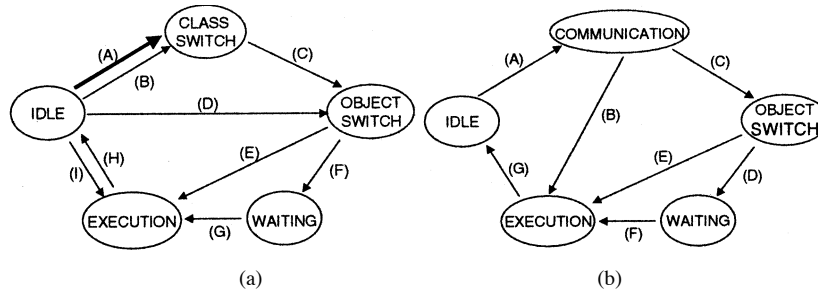 CLASS
SWITCH
(A)
(B)
(C)
IDLE
(D)
OBJECT
SWITCH
(E)
(F)
(H)
(I)
EXECUTION
(G)
WAITING
(a)
COMMUNICATION
(A)
(C)
(B)
IDLE
OBJECT
SWITCH
(E)
(D)
(G)
EXECUTION
(F)
WAITING
(b)